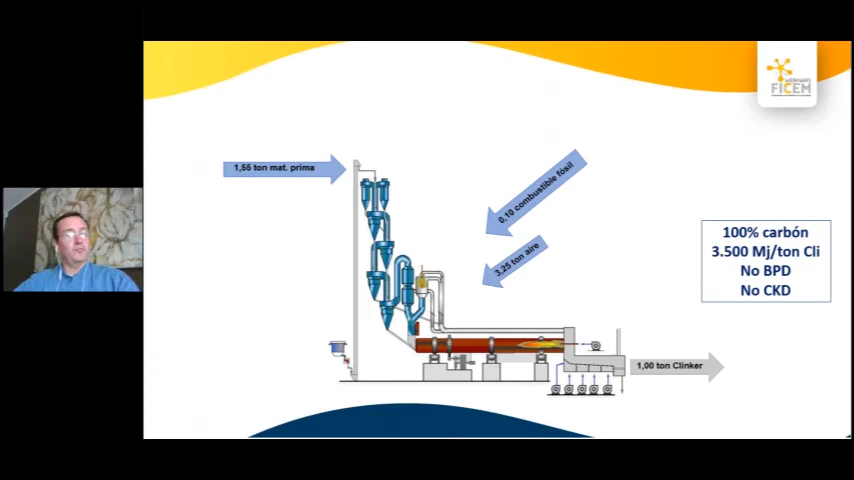 WEBINARS
FICEM
1,55 ton mat. prima
0,10 combustible fósil
3,25 ton aire
100% carbón
3.500 Mj/ton Cli
No BPD
No CKD
1,00 ton Clinker